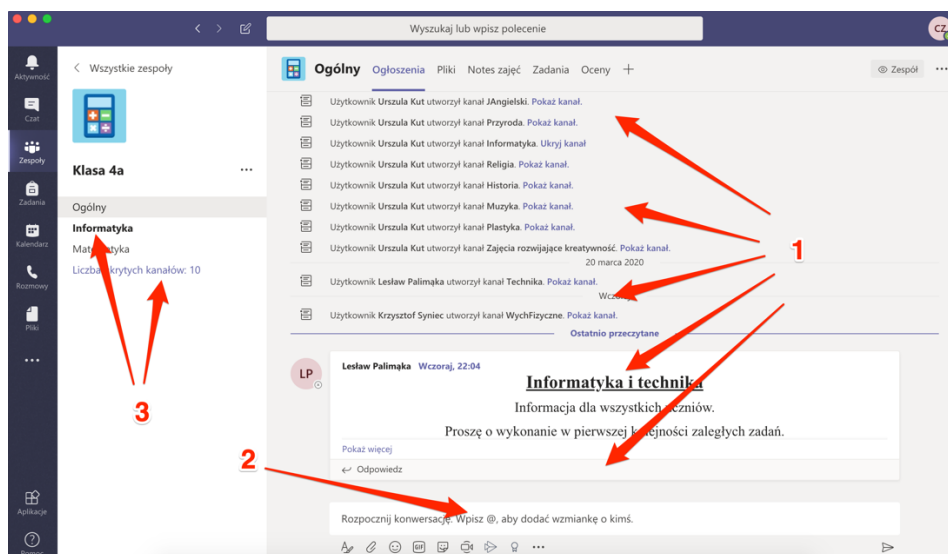 Wyszukaj lub wpisz polecenie
CZ
Aktywność
Czat
Zespoły
Zadania
Kalendarz
Rozmowy
Pliki
Aplikacje
Pomoc
Wszystkie zespoły
Klasa 4a
Ogólny
Informatyka
Matematyka
Liczba ukrytych kanałów: 10
3
Ogólny Ogłoszenia Pliki Notes zajęć Zadania Oceny
Zespół
Użytkownik Urszula Kut utworzył kanał JAngielski. Pokaż kanał.
Użytkownik Urszula Kut utworzył kanał Przyroda. Pokaż kanał.
Użytkownik Urszula Kut utworzył kanał Informatyka. Ukryj kanał
Użytkownik Urszula Kut utworzył kanał Religia. Pokaż kanał.
Użytkownik Urszula Kut utworzył kanał Historia. Pokaż kanał.
Użytkownik Urszula Kut utworzył kanał Muzyka. Pokaż kanał.
Użytkownik Urszula Kut utworzył kanał Plastyka. Pokaż kanał.
Użytkownik Urszula Kut utworzył kanał Zajęcia rozwijające kreatywność. Pokaż kanał.
20 marca 2020
Użytkownik Lesław Palimąka utworzył kanał Technika. Pokaż kanał.
Wczoraj
Użytkownik Krzysztof Syniec utworzył kanał WychFizyczne. Pokaż kanał.
Ostatnio przeczytane
1
LP
Lesław Palimąka Wczoraj, 22:04
Informatyka i technika
Informacja dla wszystkich uczniów.
Proszę o wykonanie w pierwszej kolejności zaległych zadań.
Pokaż więcej
Odpowiedz
2
Rozpocznij konwersację. Wpisz @, aby dodać wzmiankę o kimś.
GIF